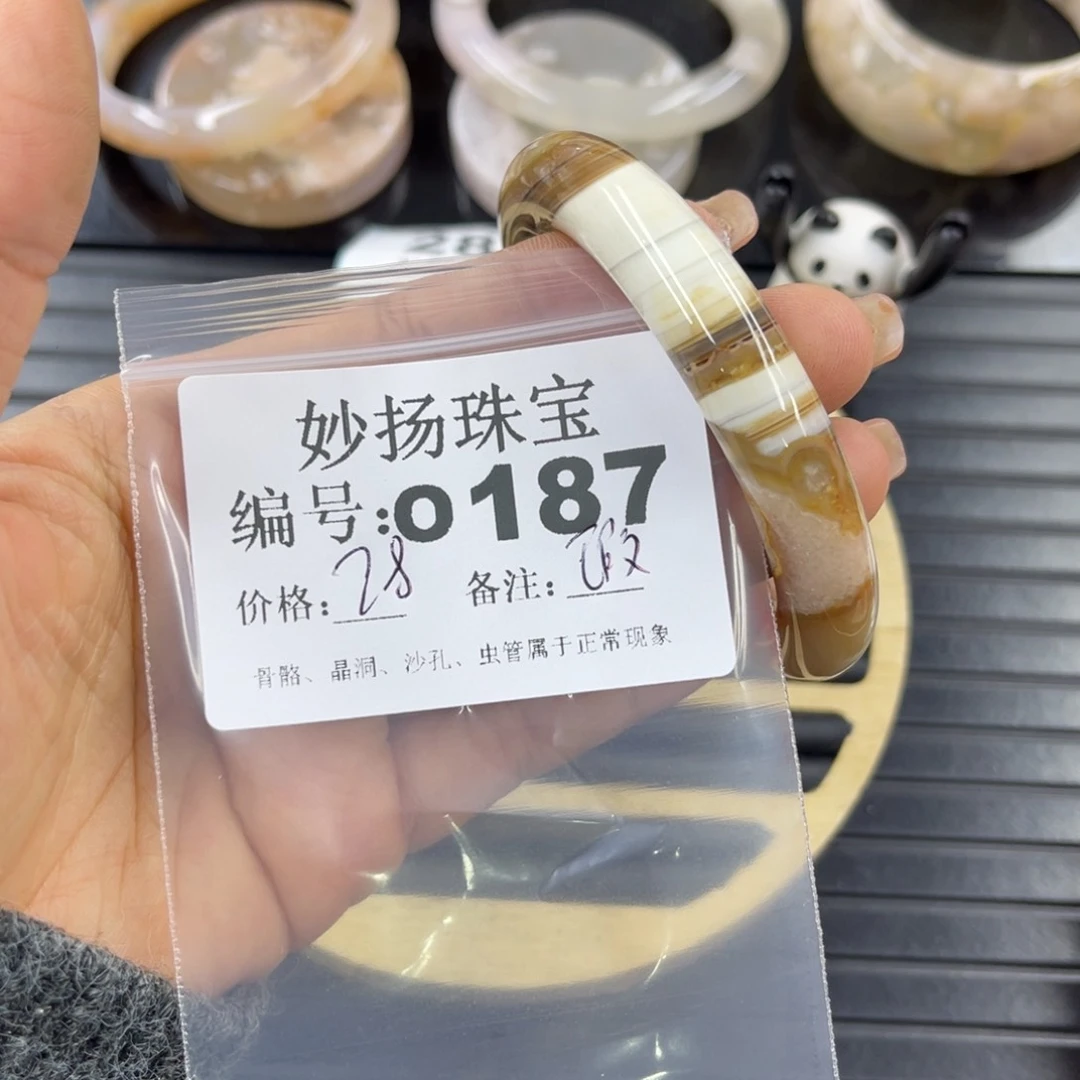 28
妙扬珠宝
编号:0187
价格: 28 备注:
骨骼、晶洞、沙孔、虫管属于正常现象